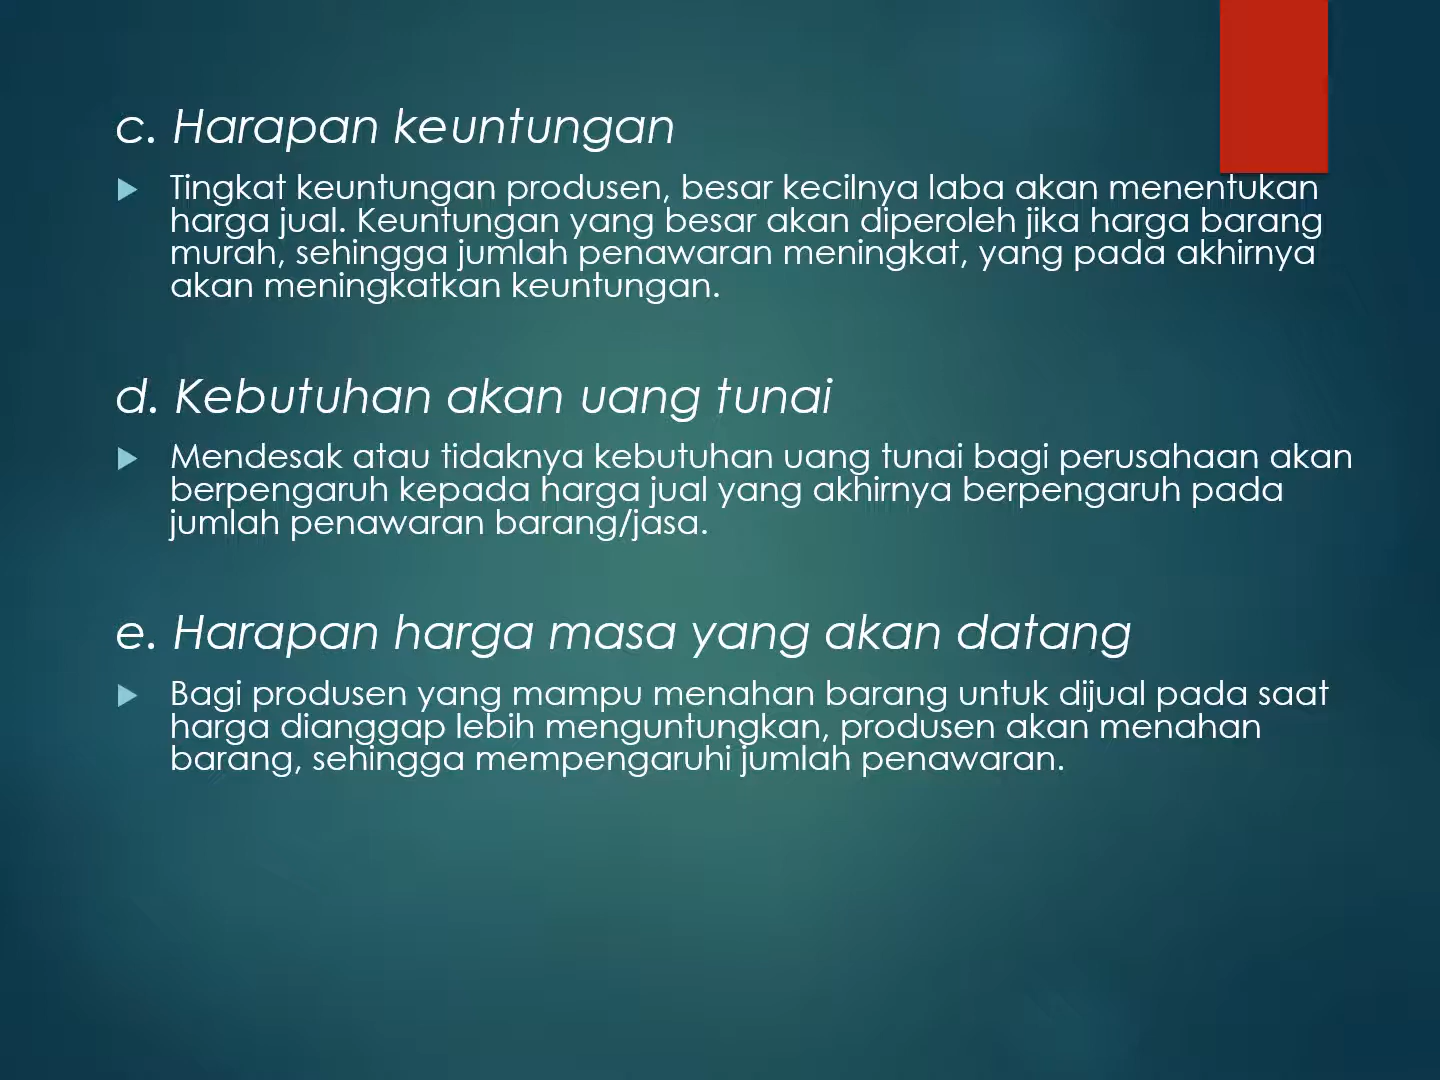 c. Harapan keuntungan
Tingkat keuntungan produsen, besar kecilnya laba akan menentukan
harga jual. Keuntungan yang besar akan diperoleh jika harga barang
murah, sehingga jumlah penawaran meningkat, yang pada akhirnya
akan meningkatkan keuntungan.
d. Kebutuhan akan uang tunai
Mendesak atau tidaknya kebutuhan uang tunai bagi perusahaan akan
berpengaruh kepada harga jual yang akhirnya berpengaruh pada
jumlah penawaran barang/jasa.
e. Harapan harga masa yang akan datang
Bagi produsen yang mampu menahan barang untuk dijual pada saat
harga dianggap lebih menguntungkan, produsen akan menahan
barang, sehingga mempengaruhi jumlah penawaran.